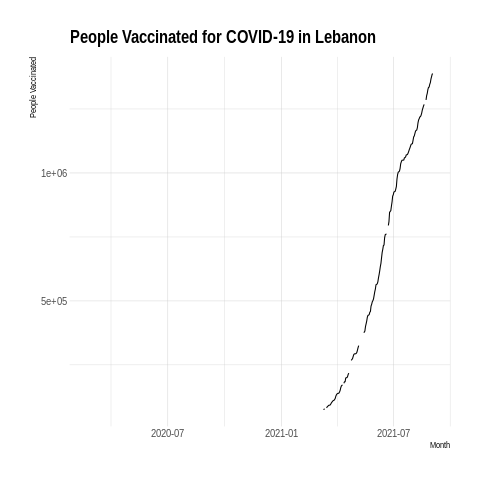 People Vaccinated for COVID-19 in Lebanon
People Vaccinated
1e+06
5e+05
2020-07
2021-01
2021-07
Month